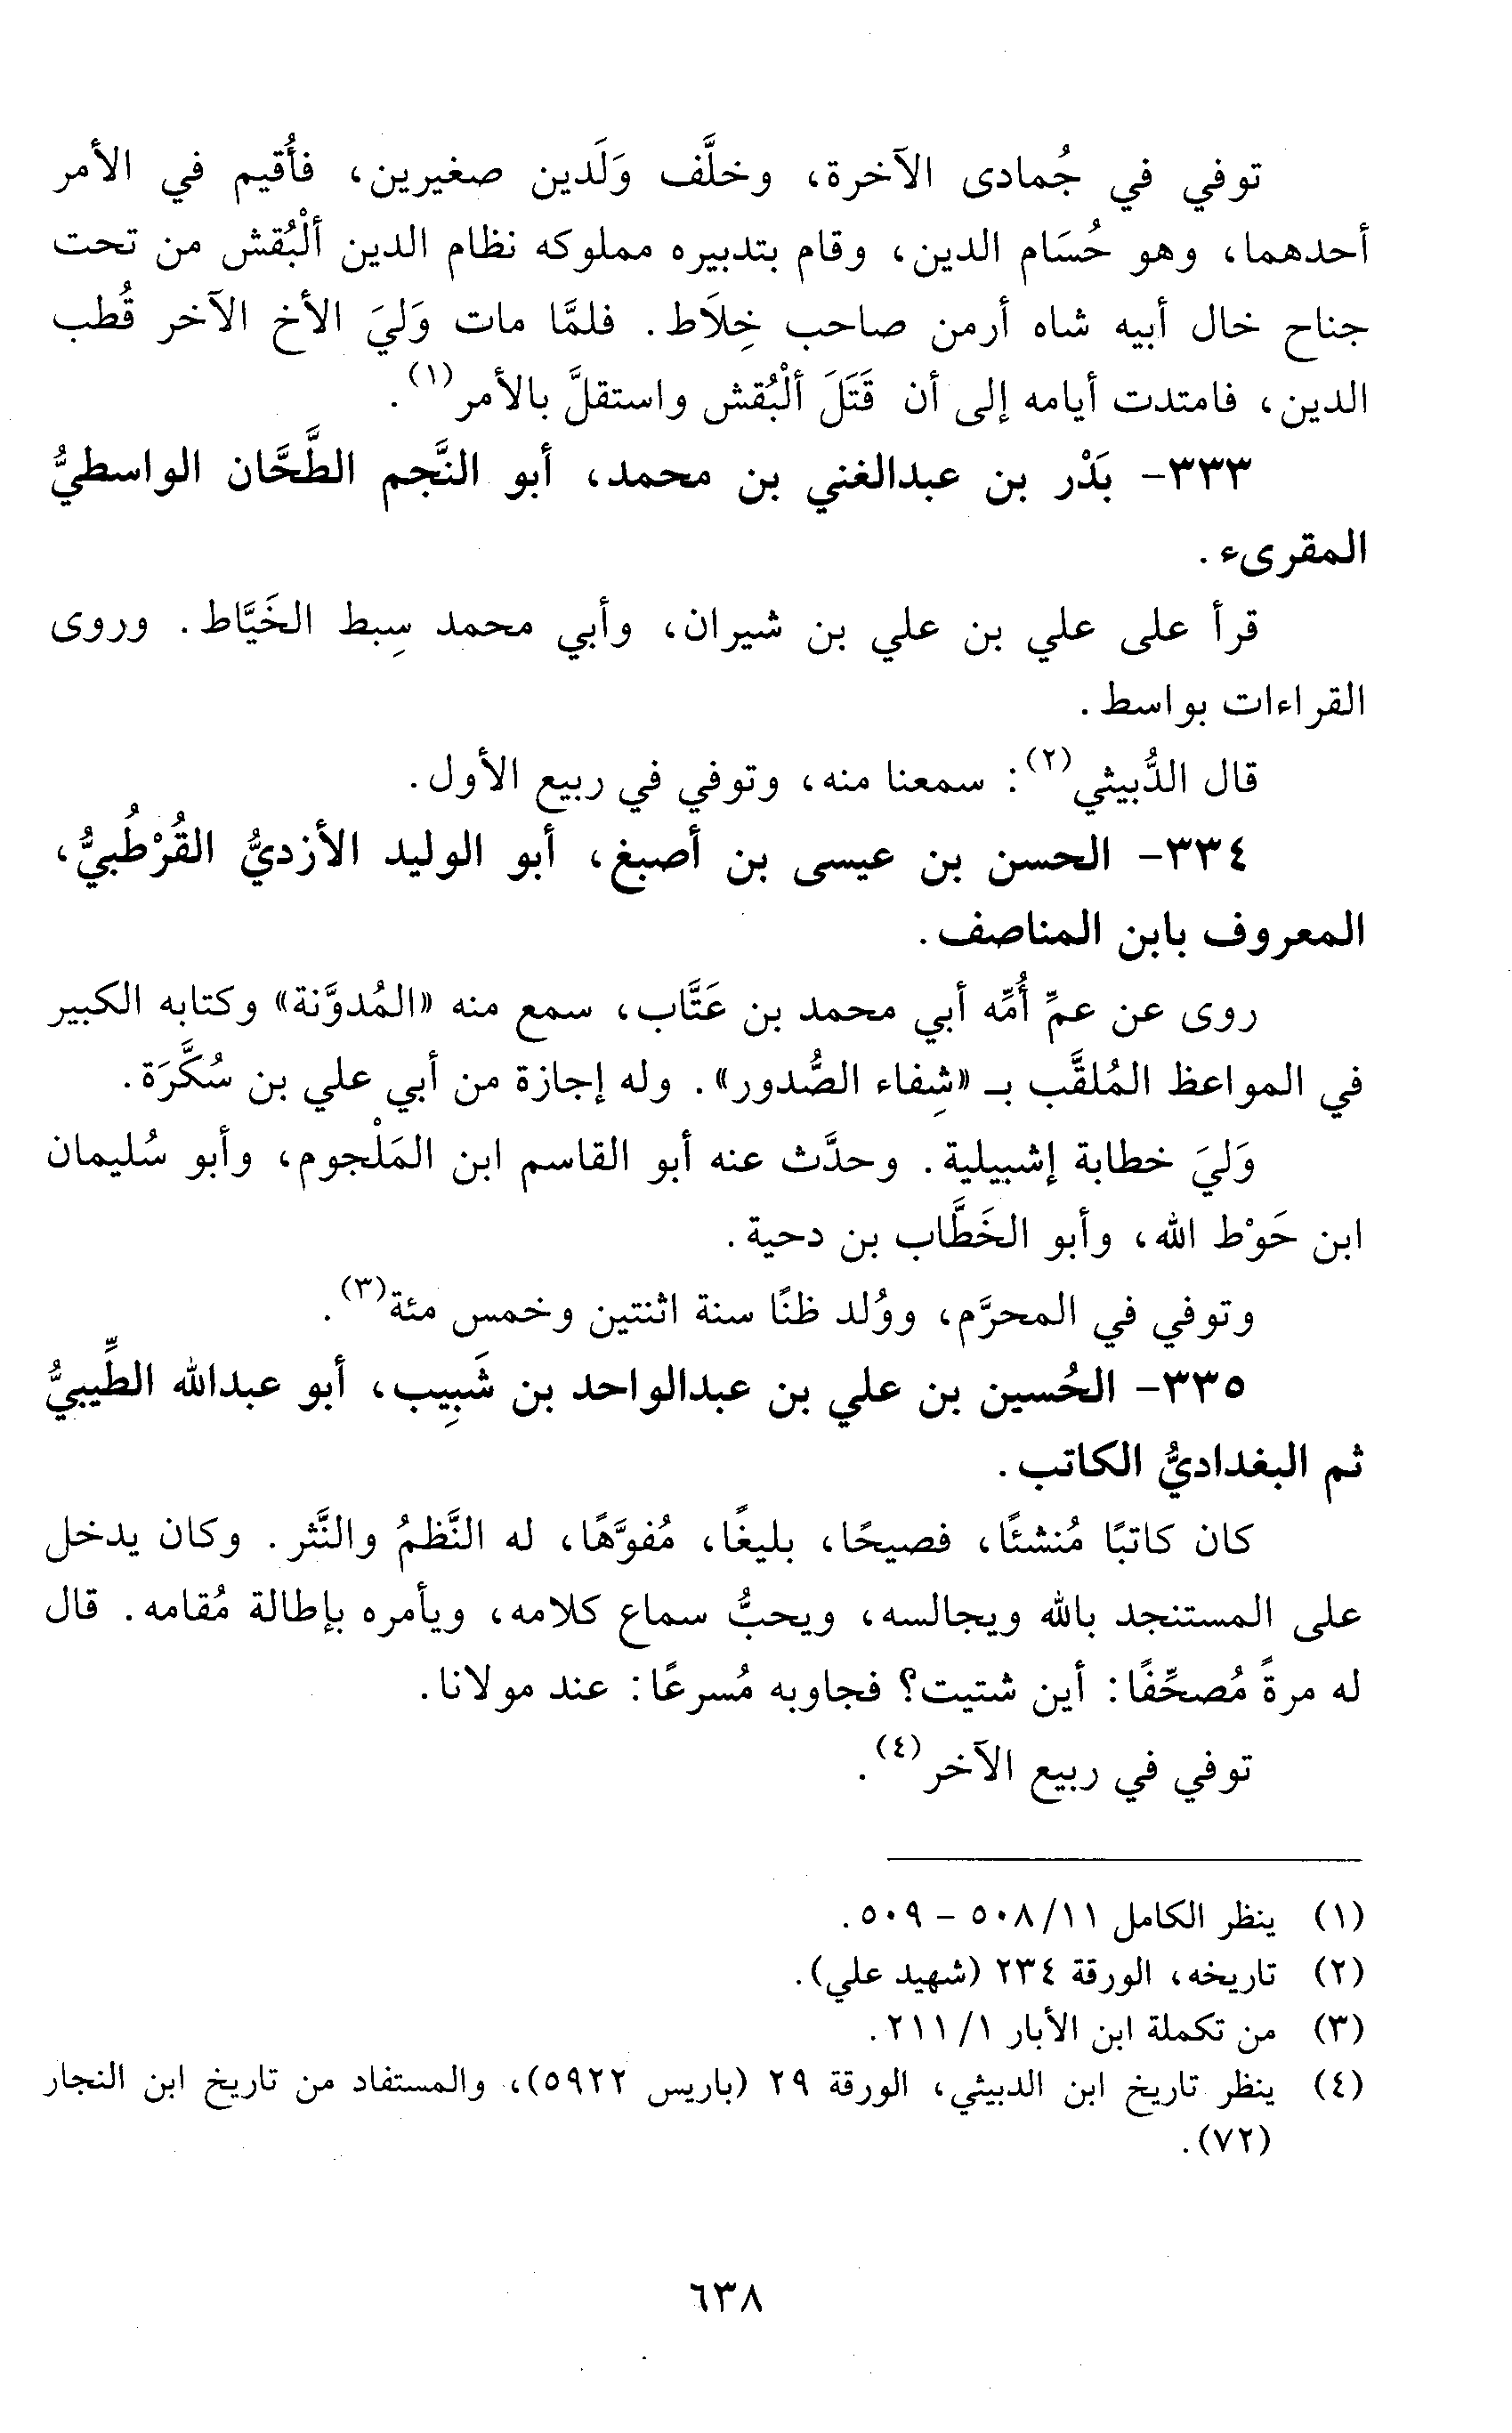 توفي في جُمادى الآخرة، وخلَّف وَلَدين صغيرين، فأُقيم في الأمر
أحدهما، وهو حُسَام الدين، وقام بتدبيره مملوكه نظام الدين ألْبُقش من تحت
جناح خال أبيه شاه أرمن صاحب خِلَاط. فلمَّا مات وَليَ الأخ الآخر قُطب
الدين، فامتدت أيامه إلى أن قَتَلَ ألْبُقش واستقلَّ بالأمر(١).
٣٣٣- بَدْر بن عبدالغني بن محمد، أبو النَّجم الطَّحَّان الواسطيُّ
المقرىء.
قرأ على علي بن علي بن شيران، وأبي محمد سِبط الخَيَّاط. وروى
القراءات بواسط.
قال الدُّبيثي(٢): سمعنا منه، وتوفي في ربيع الأول.
٣٣٤- الحسن بن عيسى بن أصبغ، أبو الوليد الأزديُّ القُرْطُبيُّ،
المعروف بابن المناصف.
روى عن عمِّ أُمِّه أبي محمد بن عَتَّاب، سمع منه «المُدوَّنة» وكتابه الكبير
في المواعظ المُلقَّب بـ «شِفاء الصُّدور». وله إجازة من أبي علي بن سُكَّرَة.
وَليَ خطابة إشبيلية. وحدَّث عنه أبو القاسم ابن المَلْجوم، وأبو سُليمان
ابن حَوْط الله، وأبو الخَطَّاب بن دحية.
وتوفي في المحرَّم، ووُلد ظنًا سنة اثنتين وخمس مئة(٣).
٣٣٥- الحُسين بن علي بن عبدالواحد بن شَبِيب، أبو عبدالله الطِّيبيُّ
ثم البغداديُّ الكاتب.
كان كاتبًا مُنشئًا، فصيحًا، بليغًا، مُفوَّهًا، له النَّظمُ والنَّثر. وكان يدخل
على المستنجد بالله ويجالسه، ويحبُّ سماع كلامه، ويأمره بإطالة مُقامه. قال
له مرةً مُصحِّفًا: أين شتيت؟ فجاوبه مُسرعًا: عند مولانا.
توفي في ربيع الآخر(٤).
(١) ينظر الكامل ١١/ ٥٠٨ - ٥٠٩.
(٢) تاريخه، الورقة ٢٣٤ (شهيد علي).
(٣) من تكملة ابن الأبار ١/ ٢١١.
(٤) ينظر تاريخ ابن الدبيثي، الورقة ٢٩ (باريس ٥٩٢٢)، والمستفاد من تاريخ ابن النجار
(٧٢).
٦٣٨